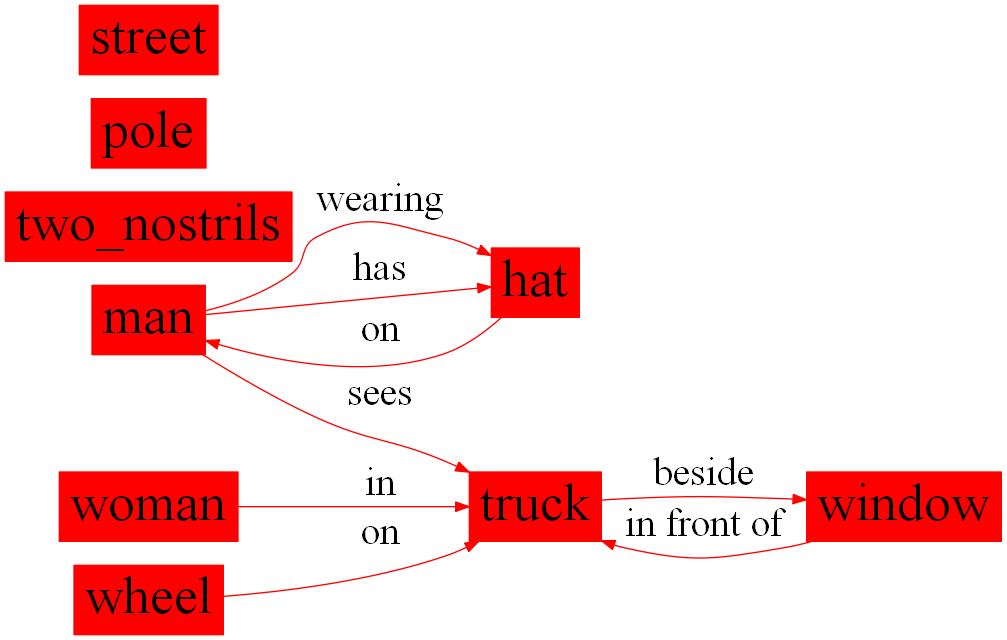 street
pole
two_nostrils
wearing
has
hat
man
on
sees
woman
in
truck
beside
window
in front of
on
wheel